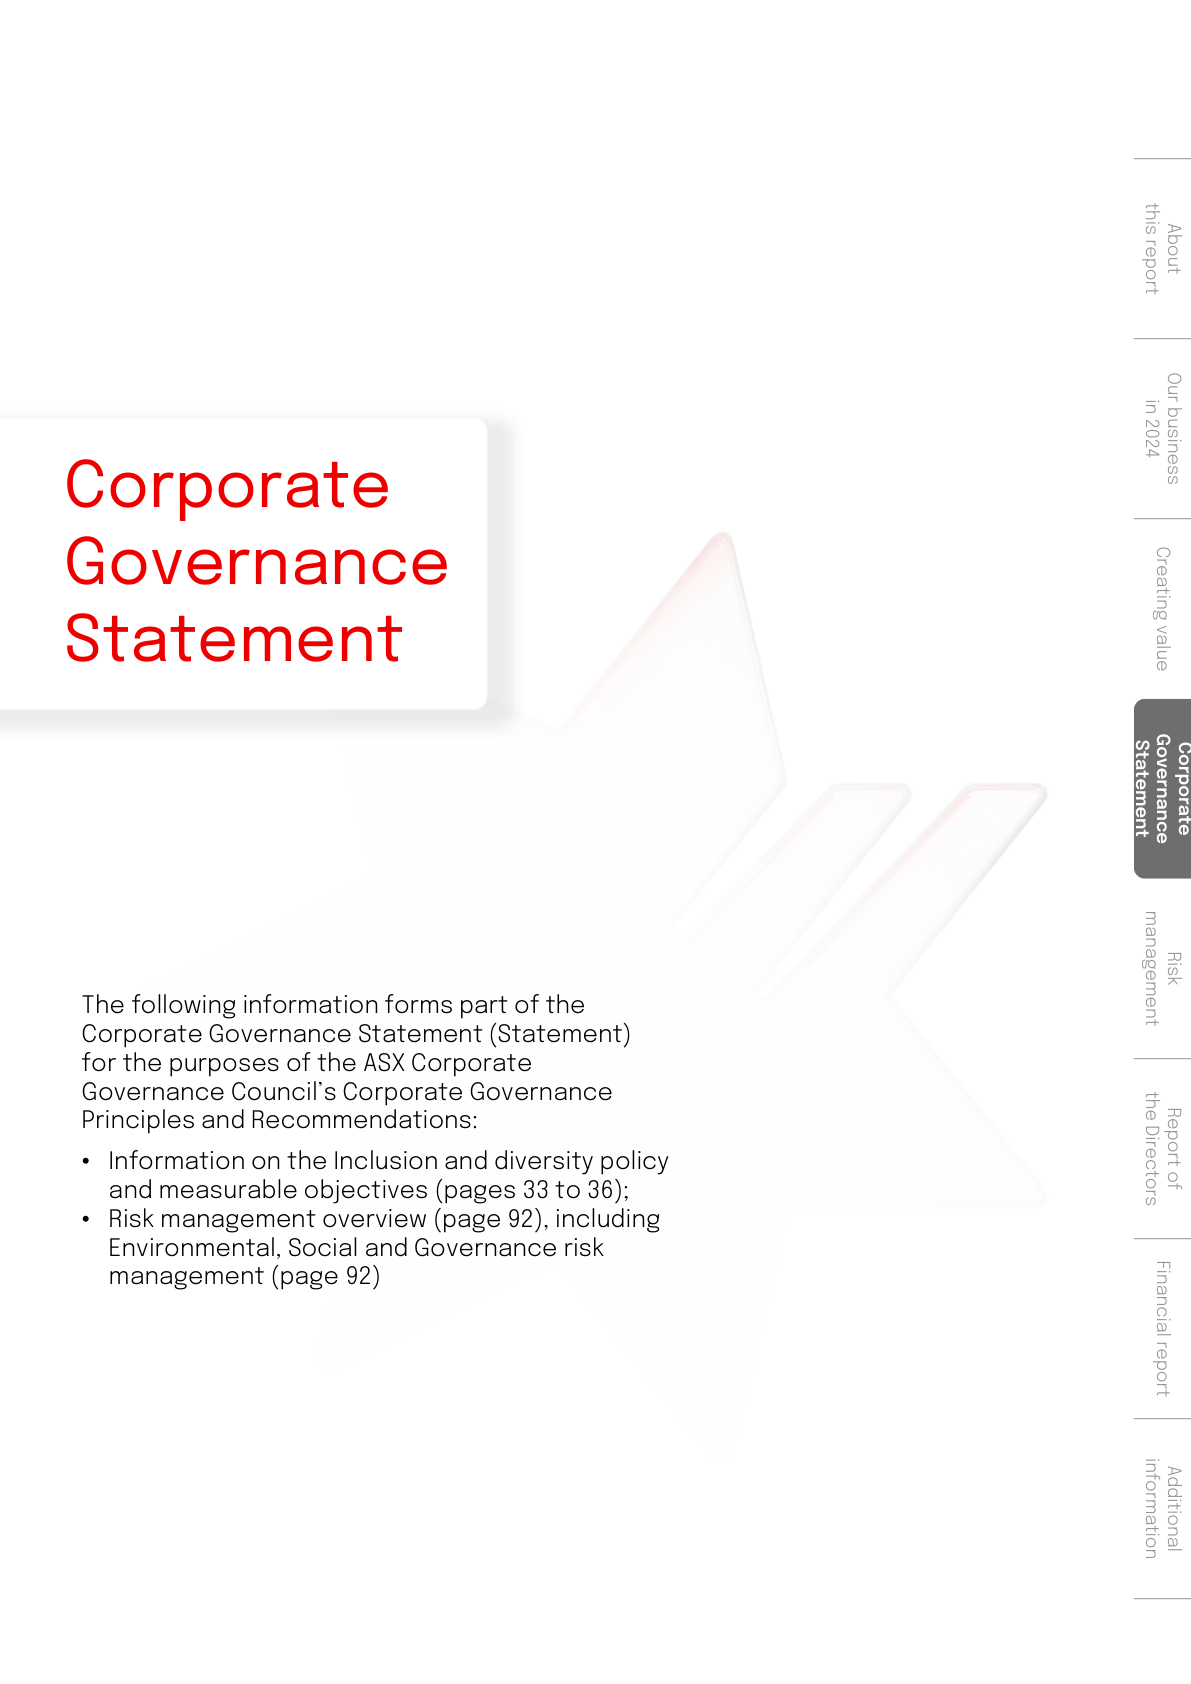 Corporate
Governance
Statement
The following information forms part of the
Corporate Governance Statement (Statement)
for the purposes of the ASX Corporate
Governance Council's Corporate Governance
Principles and Recommendations:
• Information on the Inclusion and diversity policy
and measurable objectives (pages 33 to 36);
• Risk management overview (page 92), including
Environmental, Social and Governance risk
management (page 92)
About
this report
Our business
in 2024
Creating value
Corporate
Governance
Statement
Risk
management
Report of
the Directors
Financial report
Additional
information